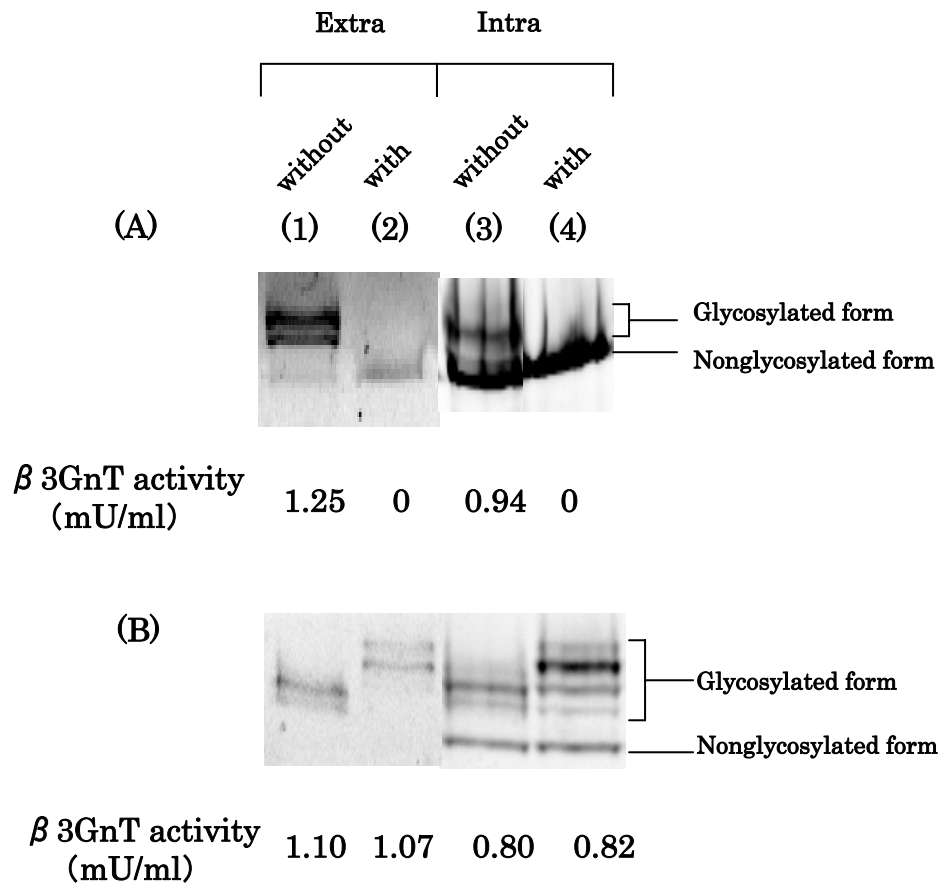 Extra Intra
without with without with
(A) (1) (2) (3) (4)
Glycosylated form
Nonglycosylated form
β3GnT activity
(mU/ml)
1.25 0 0.94 0
(B)
Glycosylated form
Nonglycosylated form
β3GnT activity
(mU/ml)
1.10 1.07 0.80 0.82